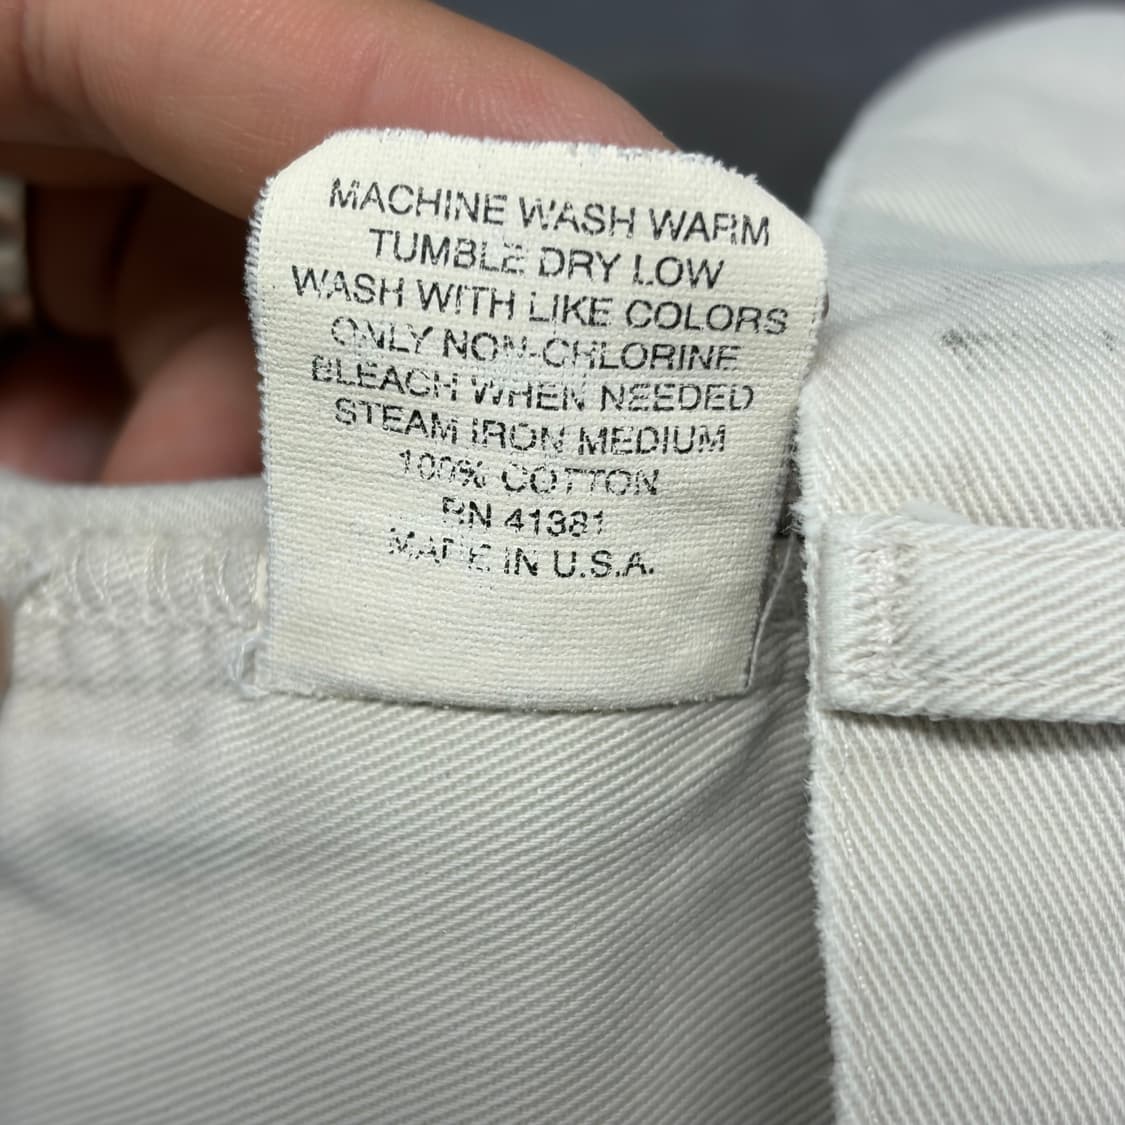 MACHINE WASH WARM
TUMBLE DRY LOW
WASH WITH LIKE COLORS
ONLY NON-CHLORINE
BLEACH WHEN NEEDED
STEAM IRON MEDIUM
100% COTTON
RN 41381
MADE IN U.S.A.